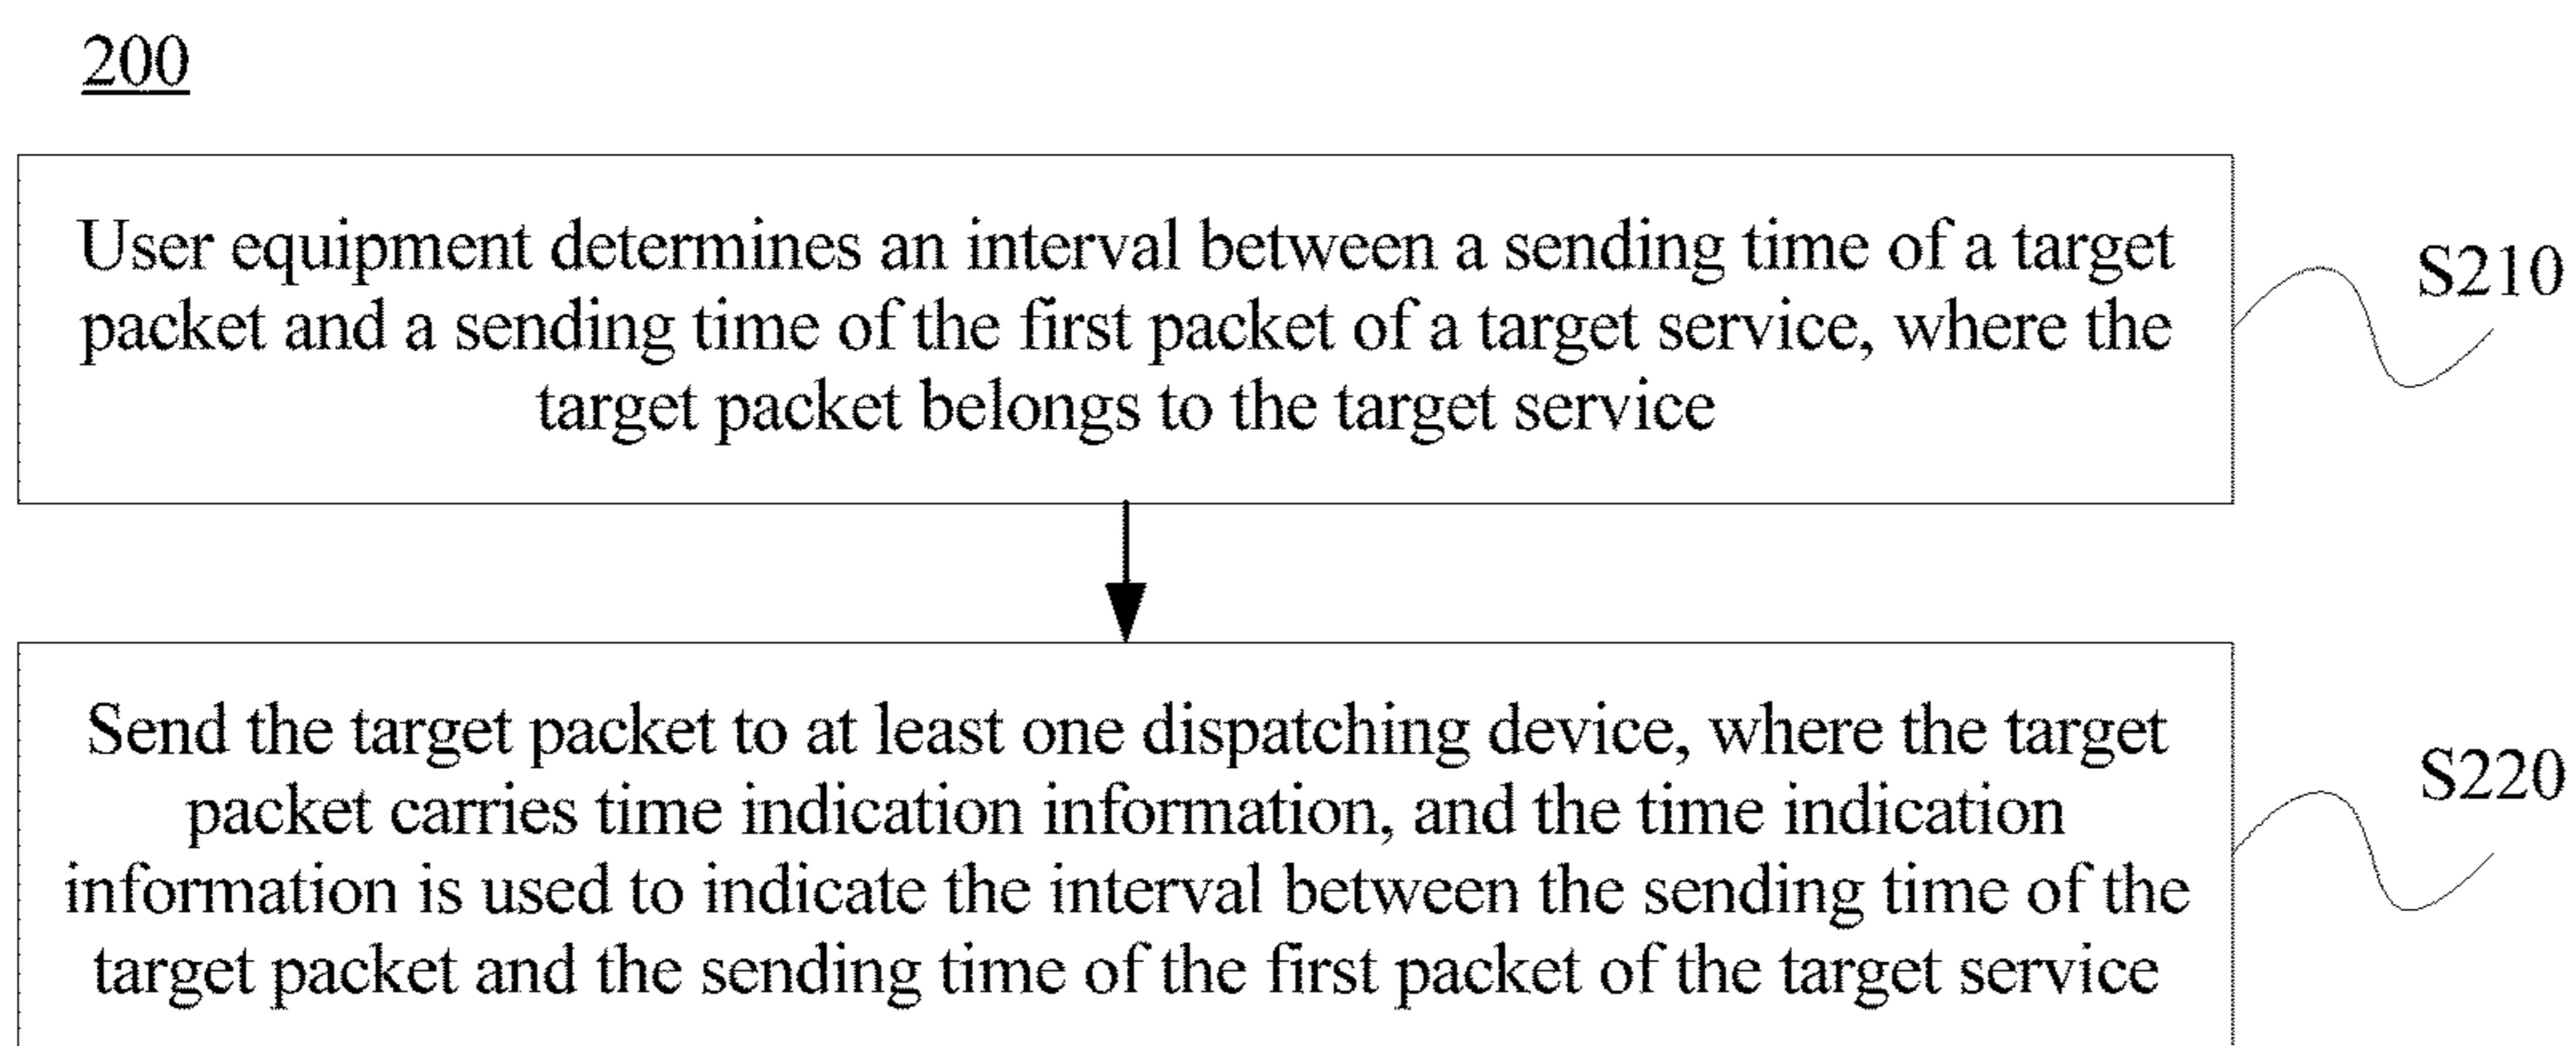 200
User equipment determines an interval between a sending time of a target
packet and a sending time of the first packet of a target service, where the
target packet belongs to the target service
S210
Send the target packet to at least one dispatching device, where the target
packet carries time indication information, and the time indication
information is used to indicate the interval between the sending time of the
target packet and the sending time of the first packet of the target service
S220